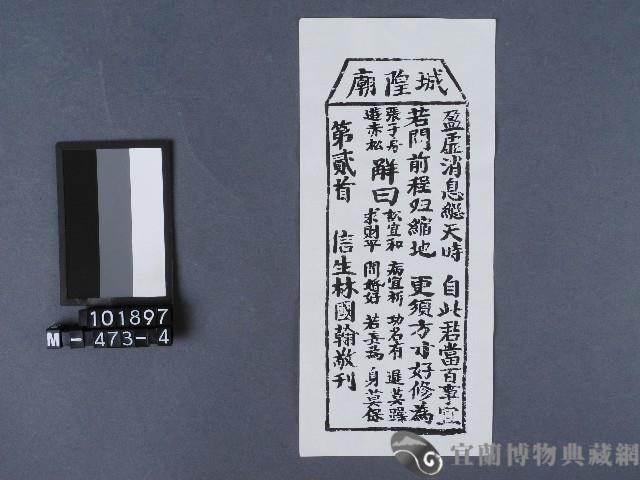 城隍廟
盈虛消息總天時 自此君當百事宜
若問前程歸縮地 更須方寸好修為
張子房
遊赤松
解曰
訟宜和 病宜祈 功名有 遲莫躁
求財平 問婚好 若妄為 身莫保
第貳首 信生林國翰敬刊
101897
M-473-4
宜蘭博物典藏網